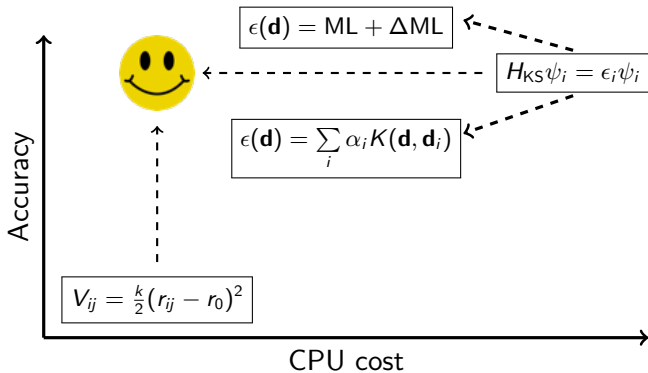 ϵ(𝐝) = ML + ΔML
H_KS ψ_i = ϵ_i ψ_i
ϵ(𝐝) = ∑_i α_i K(𝐝, 𝐝_i)
V_ij = k/2 (r_ij − r_0)^2
Accuracy
CPU cost